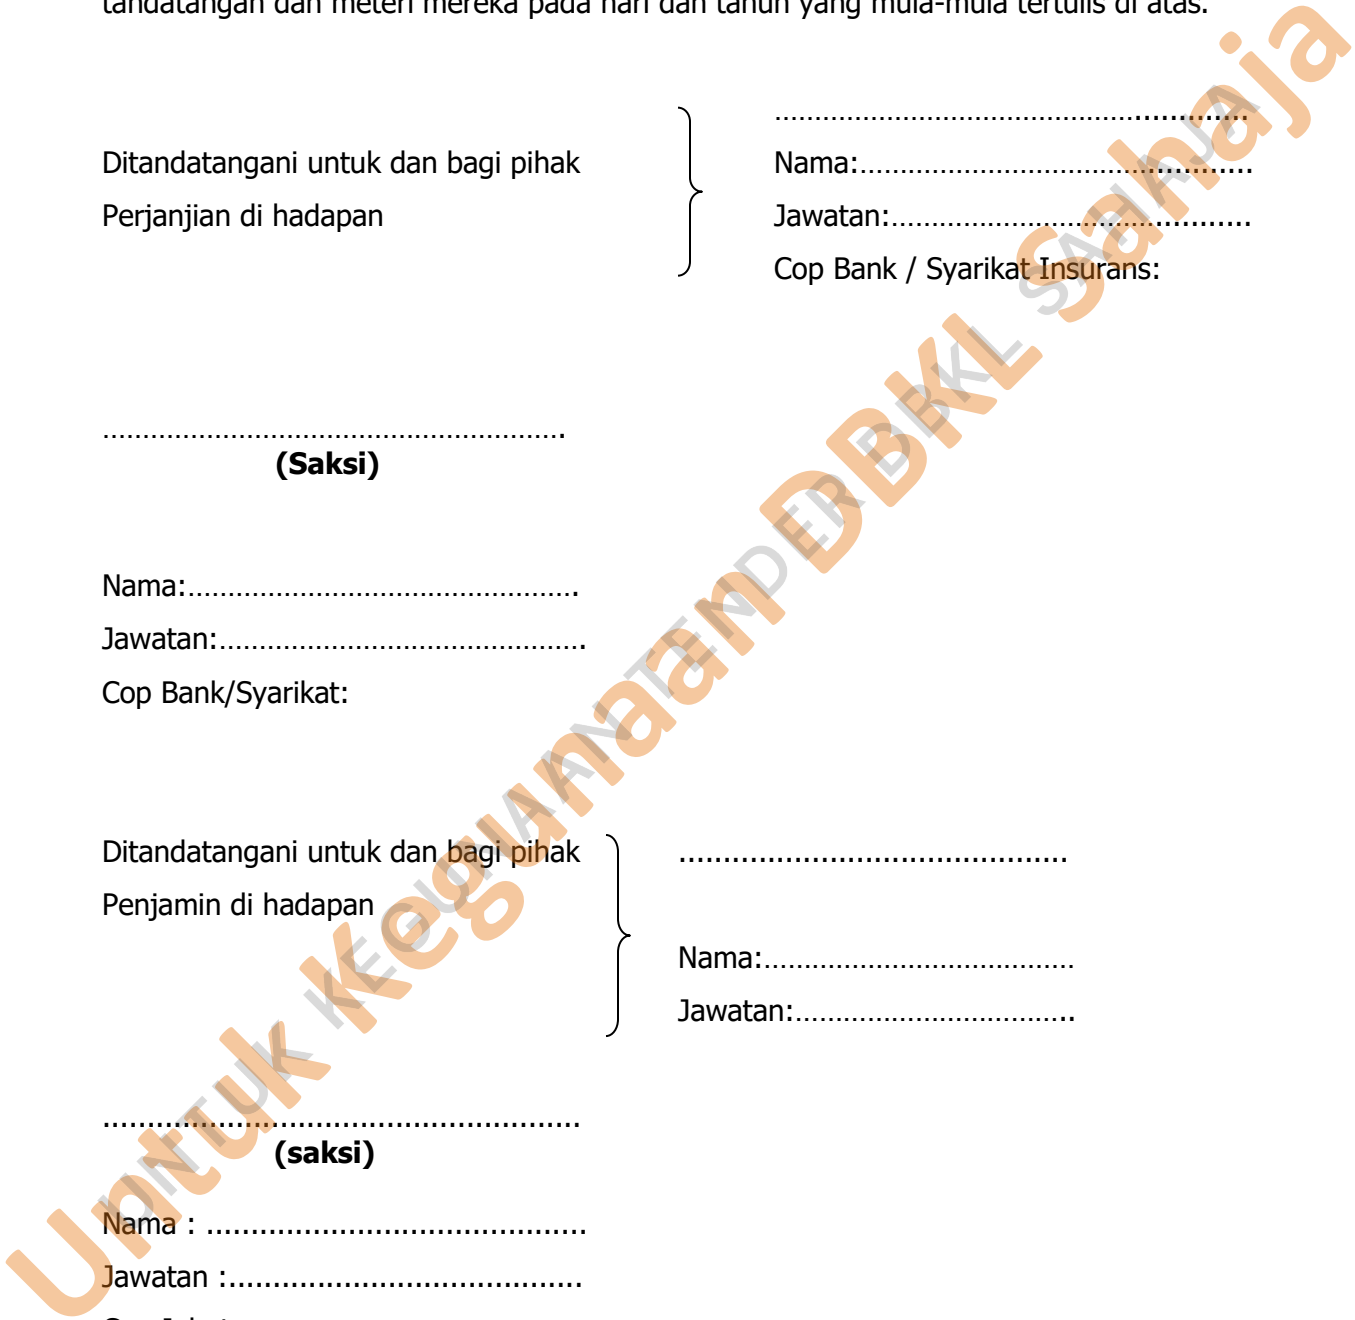 tandatangan dan meteri mereka pada hari dan tahun yang mula-mula tertulis di atas.
Ditandatangani untuk dan bagi pihak
Perjanjian di hadapan
……………………………………………………
Nama:……………………………………………
Jawatan:…………………………………………
Cop Bank / Syarikat Insurans:
………………………………………………….
(Saksi)
Nama:………………………………………….
Jawatan:……………………………………….
Cop Bank/Syarikat:
Ditandatangani untuk dan bagi pihak
Penjamin di hadapan
............................................
Nama:…………………………………
Jawatan:……………………………..
......................................................
(saksi)
Nama : ...........................................
Jawatan :........................................
Untuk Kegunaan DBKL Sahaja
UNTUK KEGUNAAN TENDER DBKL SAHAJA